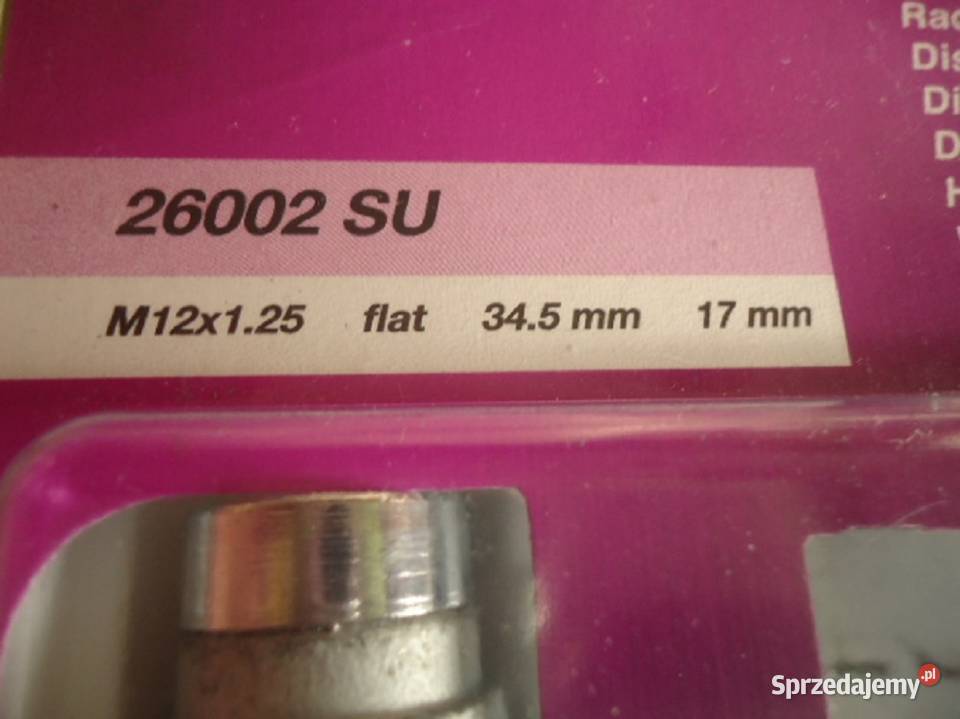 26002 SU
M12x1.25 flat 34.5 mm 17 mm
Sprzedajemy.pl